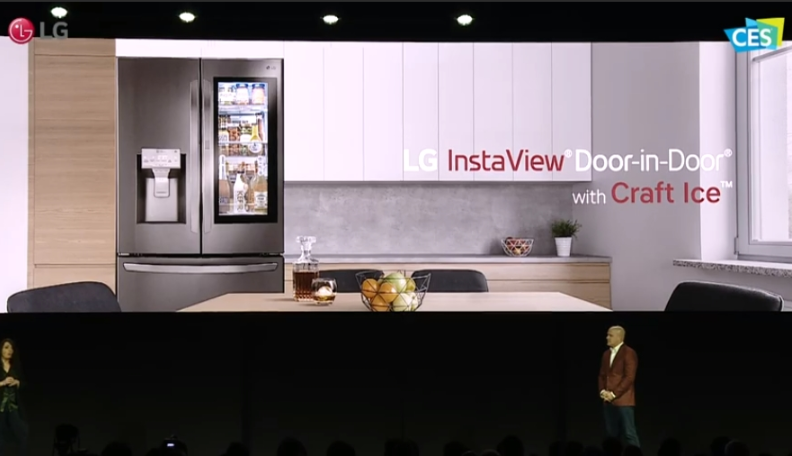 LG
CES
LG InstaView® Door-in-Door®
with Craft Ice™